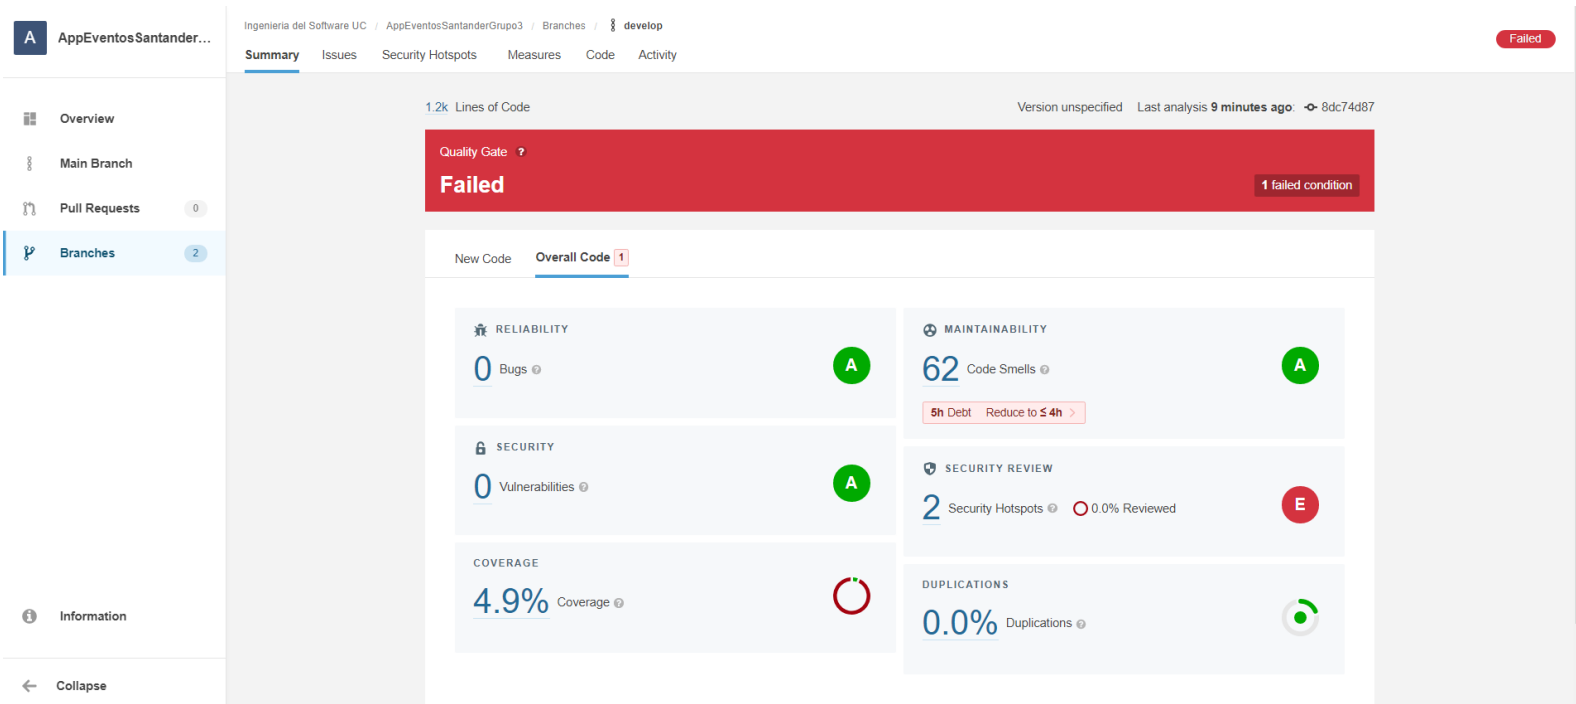 A AppEventosSantander...
Overview
Main Branch
Pull Requests 0
Branches 2
Information
Collapse
Ingenieria del Software UC / AppEventosSantanderGrupo3 / Branches / develop
Summary Issues Security Hotspots Measures Code Activity
Failed
1.2k Lines of Code
Version unspecified Last analysis 9 minutes ago: 8dc74d87
Quality Gate ?
Failed
1 failed condition
New Code Overall Code 1
RELIABILITY
0 Bugs ?
A
SECURITY
0 Vulnerabilities ?
A
COVERAGE
4.9% Coverage ?
MAINTAINABILITY
62 Code Smells ?
A
5h Debt Reduce to ≤ 4h >
SECURITY REVIEW
2 Security Hotspots ? 0.0% Reviewed
E
DUPLICATIONS
0.0% Duplications ?